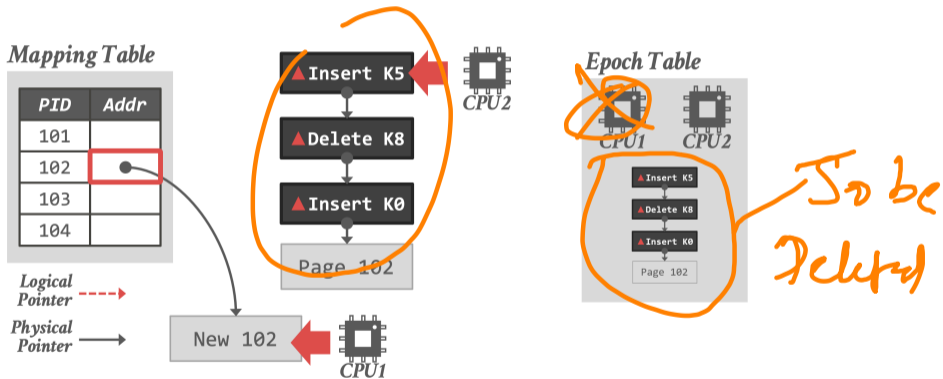 Mapping Table
PID Addr
101
102
103
104
Logical
Pointer
Physical
Pointer
▲Insert K5
▲Delete K8
▲Insert K0
Page 102
CPU2
New 102
CPU1
Epoch Table
CPU1 CPU2
▲Insert K5
▲Delete K8
▲Insert K0
Page 102
To be